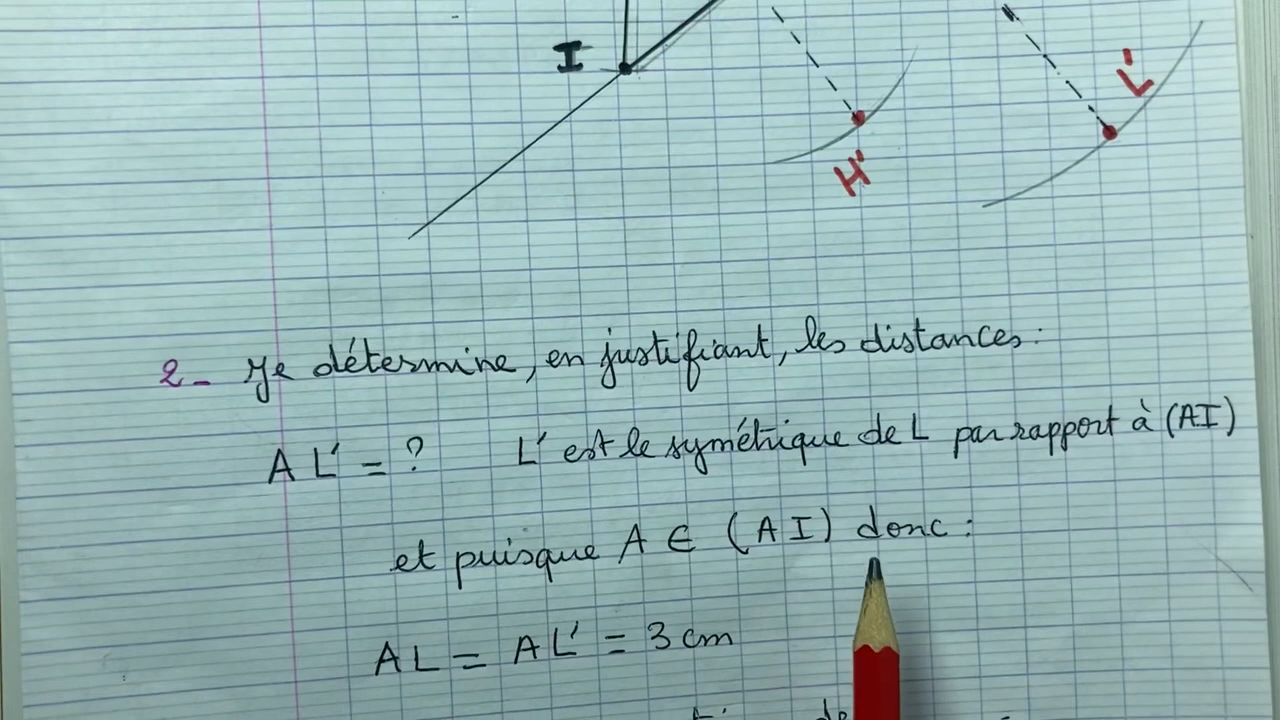 I
L'
H'
2- Je détermine, en justifiant, les distances:
AL' = ? L' est le symétrique de L par rapport à (AI)
et puisque A ∈ (AI) donc:
AL = AL' = 3 cm